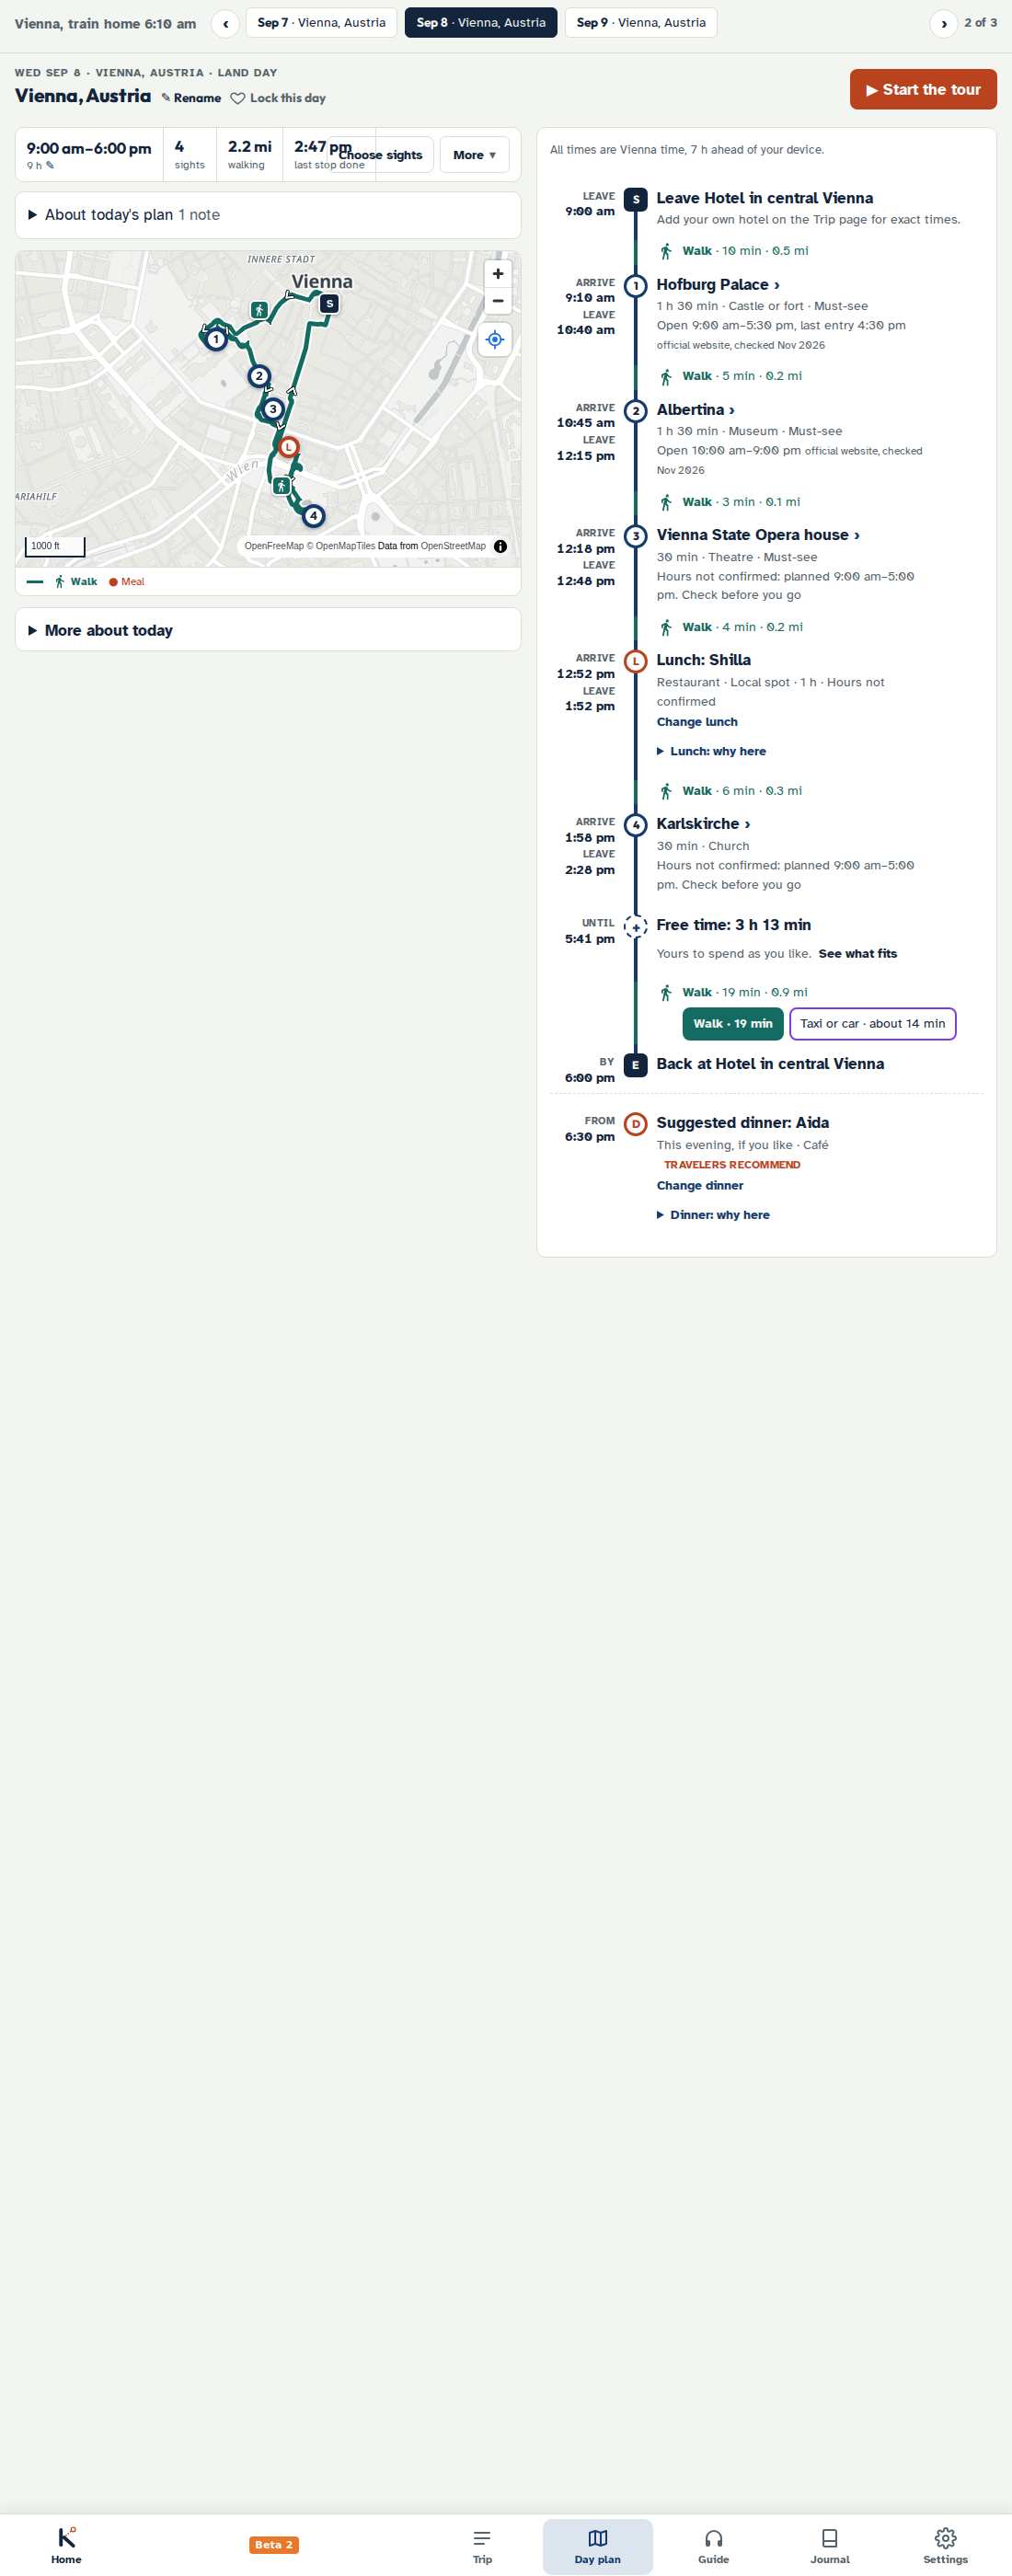 Vienna, train home 6:10 am
‹
Sep 7 · Vienna, Austria
Sep 8 · Vienna, Austria
Sep 9 · Vienna, Austria
›
2 of 3
WED SEP 8 · VIENNA, AUSTRIA · LAND DAY
Vienna, Austria
✎ Rename
Lock this day
▶ Start the tour
9:00 am–6:00 pm
9 h ✎
4
sights
2.2 mi
walking
2:47 pm
last stop done
Choose sights
More ▾
▶ About today's plan 1 note
INNERE STADT
Vienna
S
1
2
3
L
4
Wien
ARIAHILF
+
−
1000 ft
OpenFreeMap © OpenMapTiles Data from OpenStreetMap
Walk
Meal
▶ More about today
All times are Vienna time, 7 h ahead of your device.
LEAVE
9:00 am
S
Leave Hotel in central Vienna
Add your own hotel on the Trip page for exact times.
Walk · 10 min · 0.5 mi
ARRIVE
9:10 am
LEAVE
10:40 am
1
Hofburg Palace ›
1 h 30 min · Castle or fort · Must-see
Open 9:00 am–5:30 pm, last entry 4:30 pm
official website, checked Nov 2026
Walk · 5 min · 0.2 mi
ARRIVE
10:45 am
LEAVE
12:15 pm
2
Albertina ›
1 h 30 min · Museum · Must-see
Open 10:00 am–9:00 pm official website, checked
Nov 2026
Walk · 3 min · 0.1 mi
ARRIVE
12:18 pm
LEAVE
12:48 pm
3
Vienna State Opera house ›
30 min · Theatre · Must-see
Hours not confirmed: planned 9:00 am–5:00
pm. Check before you go
Walk · 4 min · 0.2 mi
ARRIVE
12:52 pm
LEAVE
1:52 pm
L
Lunch: Shilla
Restaurant · Local spot · 1 h · Hours not
confirmed
Change lunch
▶ Lunch: why here
Walk · 6 min · 0.3 mi
ARRIVE
1:58 pm
LEAVE
2:28 pm
4
Karlskirche ›
30 min · Church
Hours not confirmed: planned 9:00 am–5:00
pm. Check before you go
UNTIL
5:41 pm
+
Free time: 3 h 13 min
Yours to spend as you like. See what fits
Walk · 19 min · 0.9 mi
Walk · 19 min
Taxi or car · about 14 min
BY
6:00 pm
E
Back at Hotel in central Vienna
FROM
6:30 pm
D
Suggested dinner: Aida
This evening, if you like · Café
TRAVELERS RECOMMEND
Change dinner
▶ Dinner: why here
Home
Beta 2
Trip
Day plan
Guide
Journal
Settings